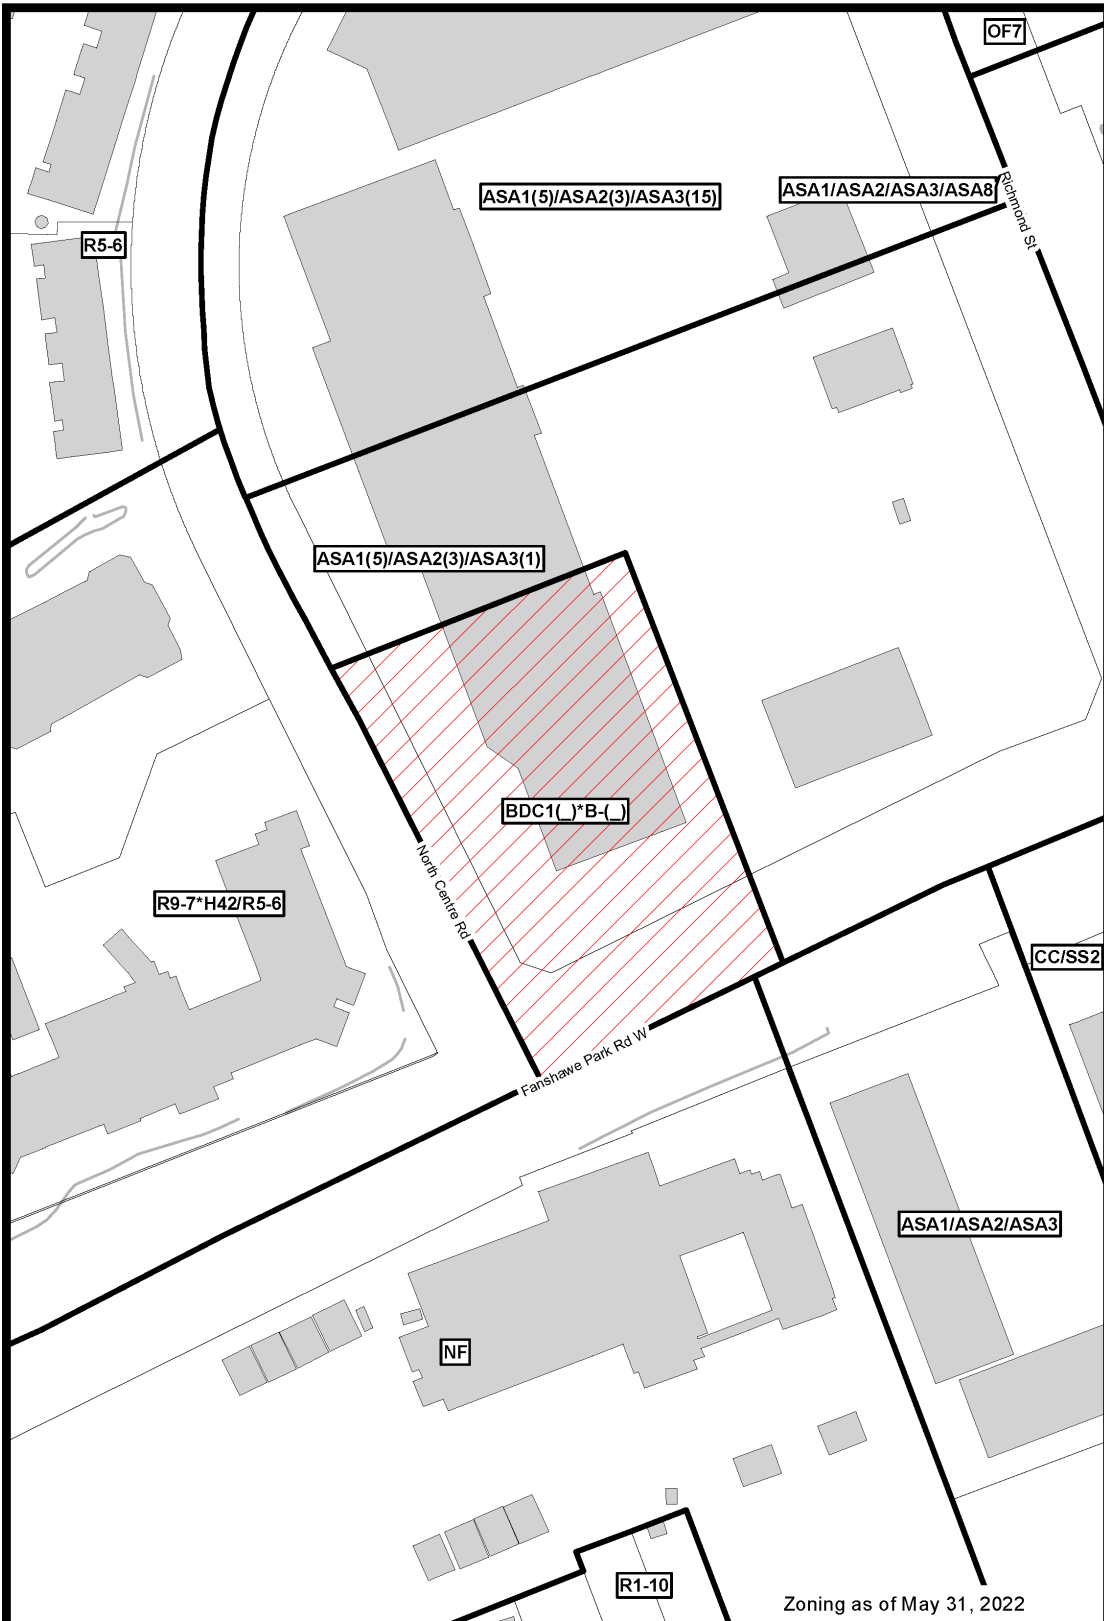 OF7
ASA1(5)/ASA2(3)/ASA3(15)
ASA1/ASA2/ASA3/ASA8
Richmond St
R5-6
ASA1(5)/ASA2(3)/ASA3(1)
BDC1(_)*B-(_)
North Centre Rd
R9-7*H42/R5-6
CC/SS2
Fanshawe Park Rd W
ASA1/ASA2/ASA3
NF
R1-10
Zoning as of May 31, 2022